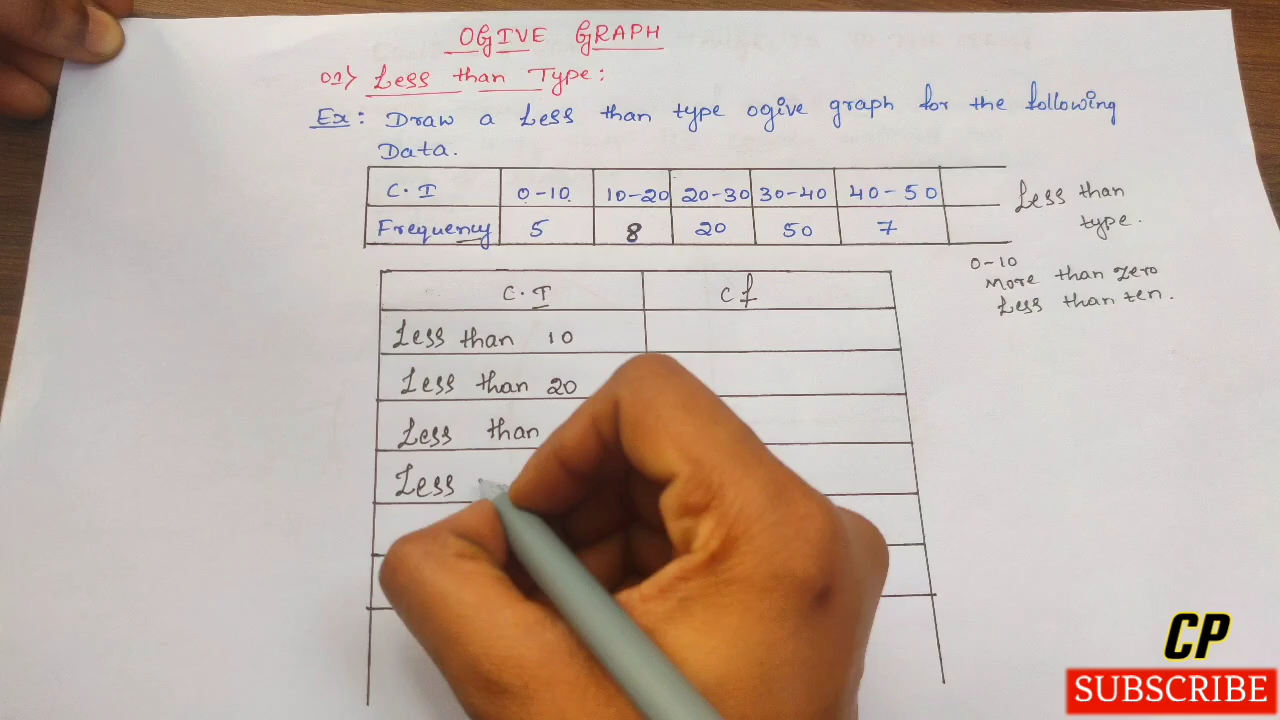 OGIVE GRAPH
01) Less than Type:
Ex: Draw a Less than type ogive graph for the following
Data.
C.I 0-10 10-20 20-30 30-40 40-50
Frequency 5 8 20 50 7
Less than
type.
0-10
More than zero
Less than ten.
C.I cf
Less than 10
Less than 20
Less than
Less
CP
SUBSCRIBE